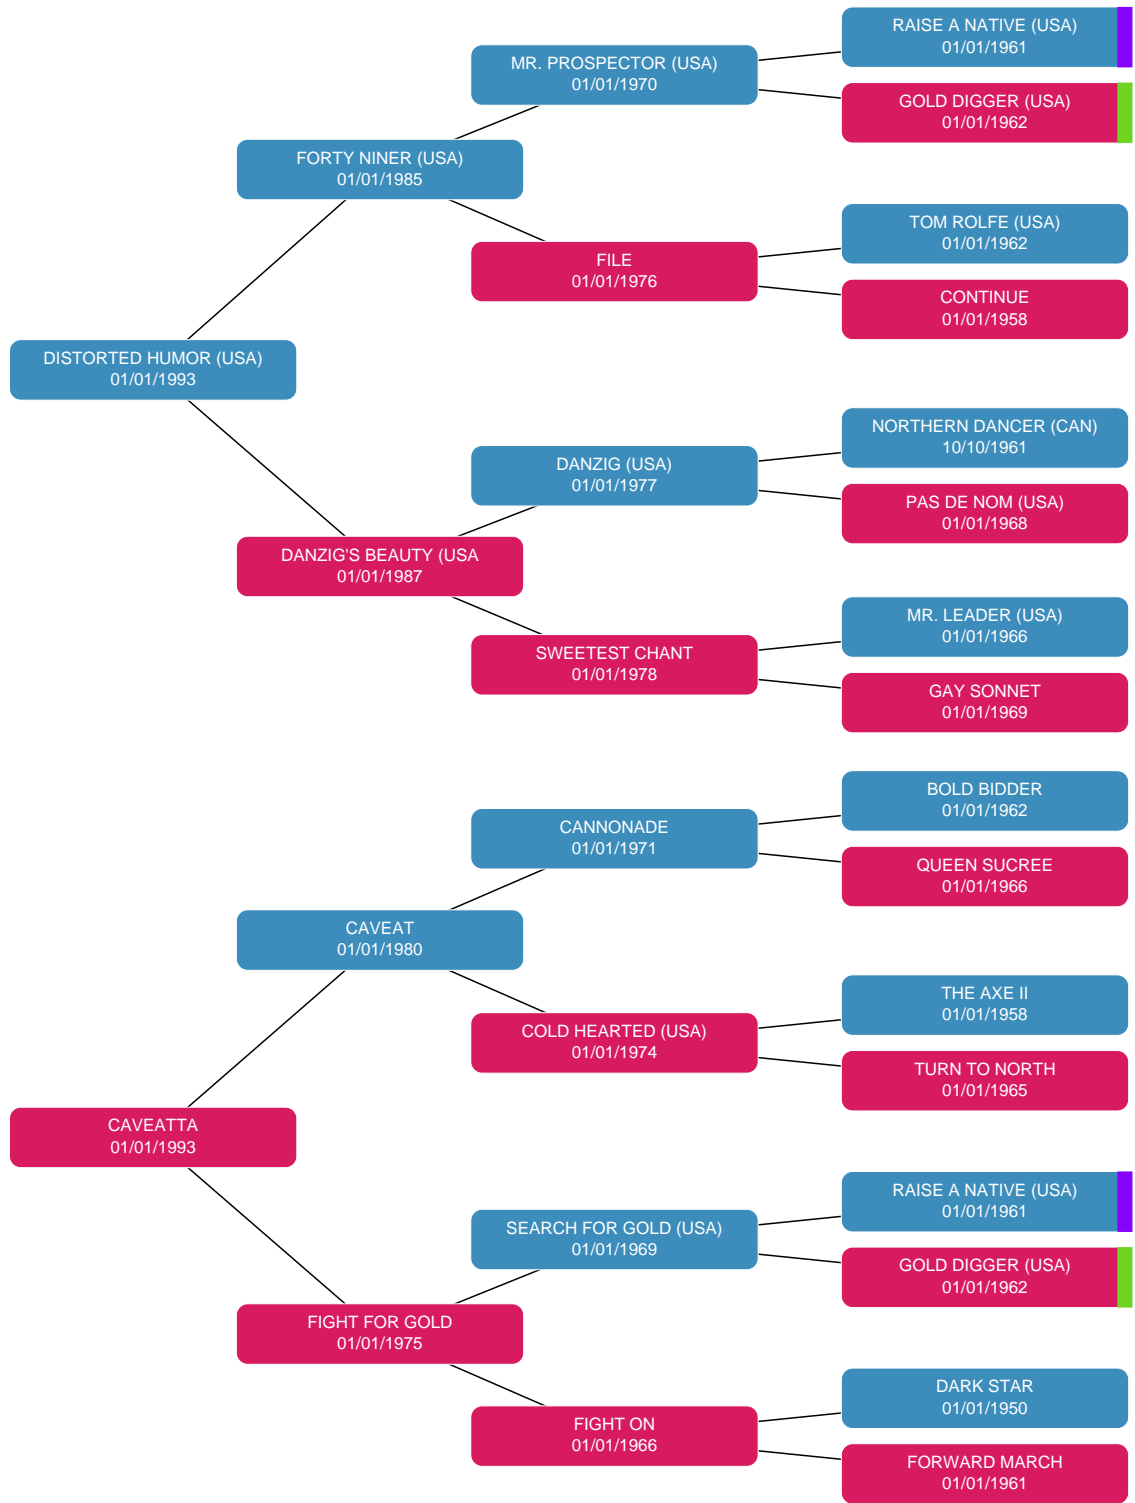 RAISE A NATIVE (USA)
01/01/1961
MR. PROSPECTOR (USA)
01/01/1970
GOLD DIGGER (USA)
01/01/1962
FORTY NINER (USA)
01/01/1985
TOM ROLFE (USA)
01/01/1962
FILE
01/01/1976
CONTINUE
01/01/1958
DISTORTED HUMOR (USA)
01/01/1993
NORTHERN DANCER (CAN)
10/10/1961
DANZIG (USA)
01/01/1977
PAS DE NOM (USA)
01/01/1968
DANZIG'S BEAUTY (USA
01/01/1987
MR. LEADER (USA)
01/01/1966
SWEETEST CHANT
01/01/1978
GAY SONNET
01/01/1969
BOLD BIDDER
01/01/1962
CANNONADE
01/01/1971
QUEEN SUCREE
01/01/1966
CAVEAT
01/01/1980
THE AXE II
01/01/1958
COLD HEARTED (USA)
01/01/1974
TURN TO NORTH
01/01/1965
CAVEATTA
01/01/1993
RAISE A NATIVE (USA)
01/01/1961
SEARCH FOR GOLD (USA)
01/01/1969
GOLD DIGGER (USA)
01/01/1962
FIGHT FOR GOLD
01/01/1975
DARK STAR
01/01/1950
FIGHT ON
01/01/1966
FORWARD MARCH
01/01/1961